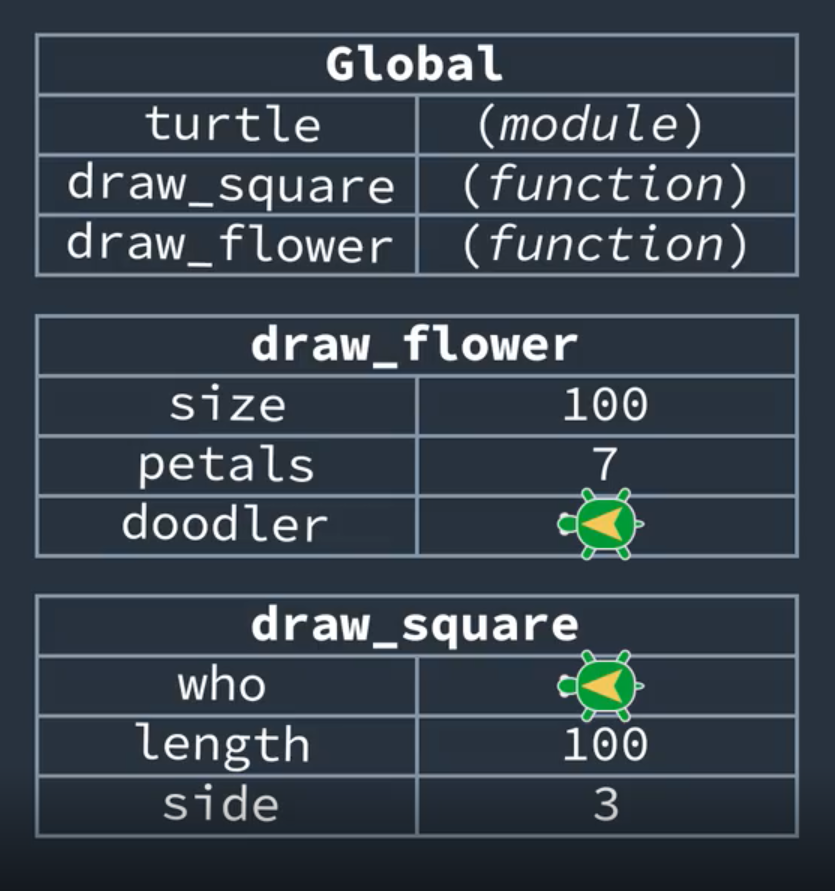 Global
turtle (module)
draw_square (function)
draw_flower (function)
draw_flower
size 100
petals 7
doodler
draw_square
who
length 100
side 3